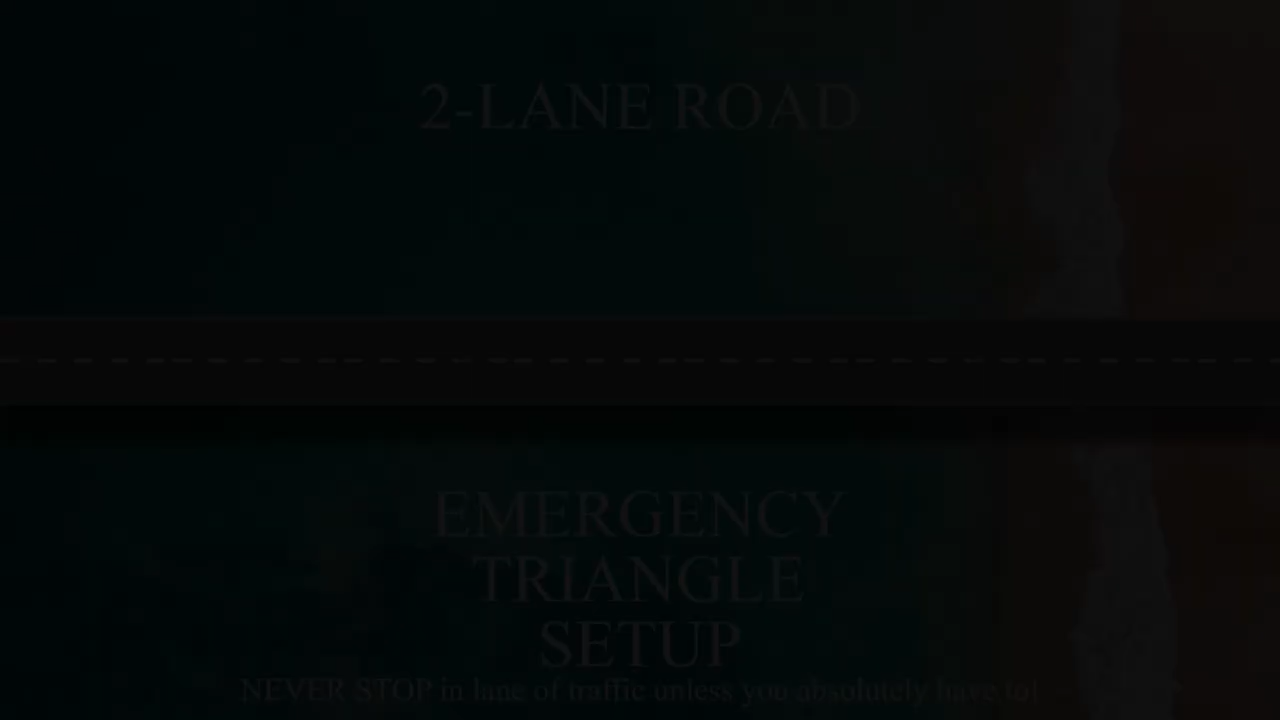 2-LANE ROAD
EMERGENCY
TRIANGLE
SETUP
NEVER STOP in lane of traffic unless you absolutely have to!